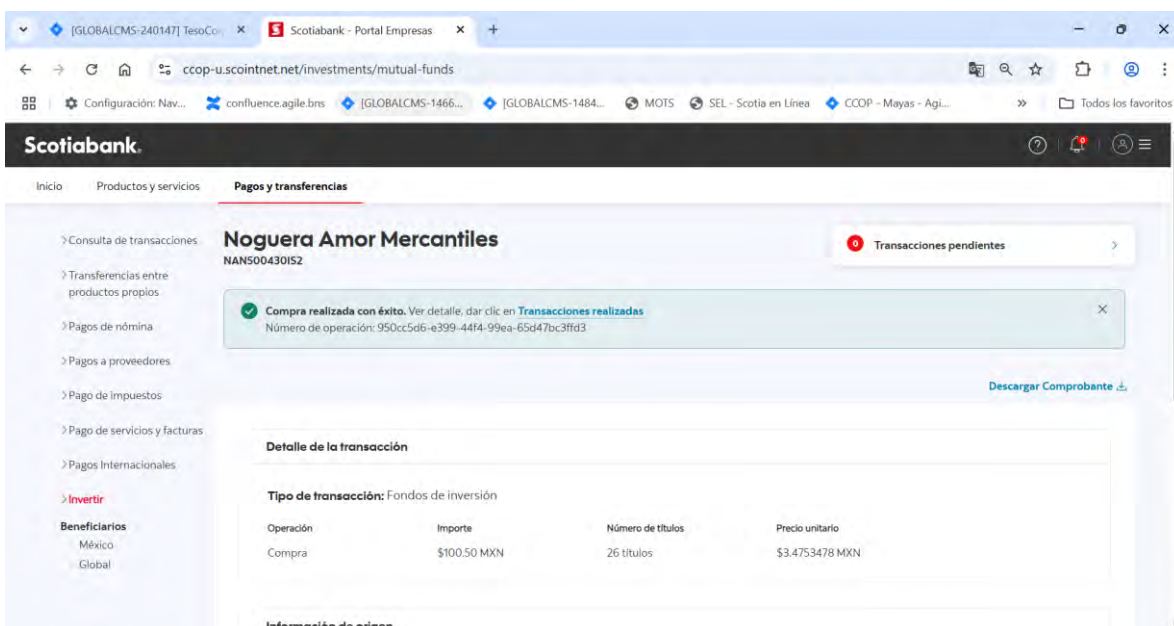 [GLOBALCMS-240147] TesoCo
Scotiabank - Portal Empresas
ccop-u.scointnet.net/investments/mutual-funds
Configuración: Nav...
confluence.agile.bns
[GLOBALCMS-1466...
[GLOBALCMS-1484...
MOTS
SEL - Scotia en Línea
CCOP - Mayas - Agi...
Todos los favoritos
Scotiabank.
Inicio
Productos y servicios
Pagos y transferencias
Consulta de transacciones
Transferencias entre
productos propios
Pagos de nómina
Pagos a proveedores
Pago de impuestos
Pago de servicios y facturas
Pagos Internacionales
Invertir
Beneficiarios
México
Global
Noguera Amor Mercantiles
NAN500430IS2
0 Transacciones pendientes
Compra realizada con éxito. Ver detalle, dar clic en Transacciones realizadas
Número de operación: 950cc5d6-e399-44f4-99ea-65d47bc3ffd3
Descargar Comprobante
Detalle de la transacción
Tipo de transacción: Fondos de inversión
Operación Importe Número de títulos Precio unitario
Compra $100.50 MXN 26 títulos $3.4753478 MXN
Información de origen